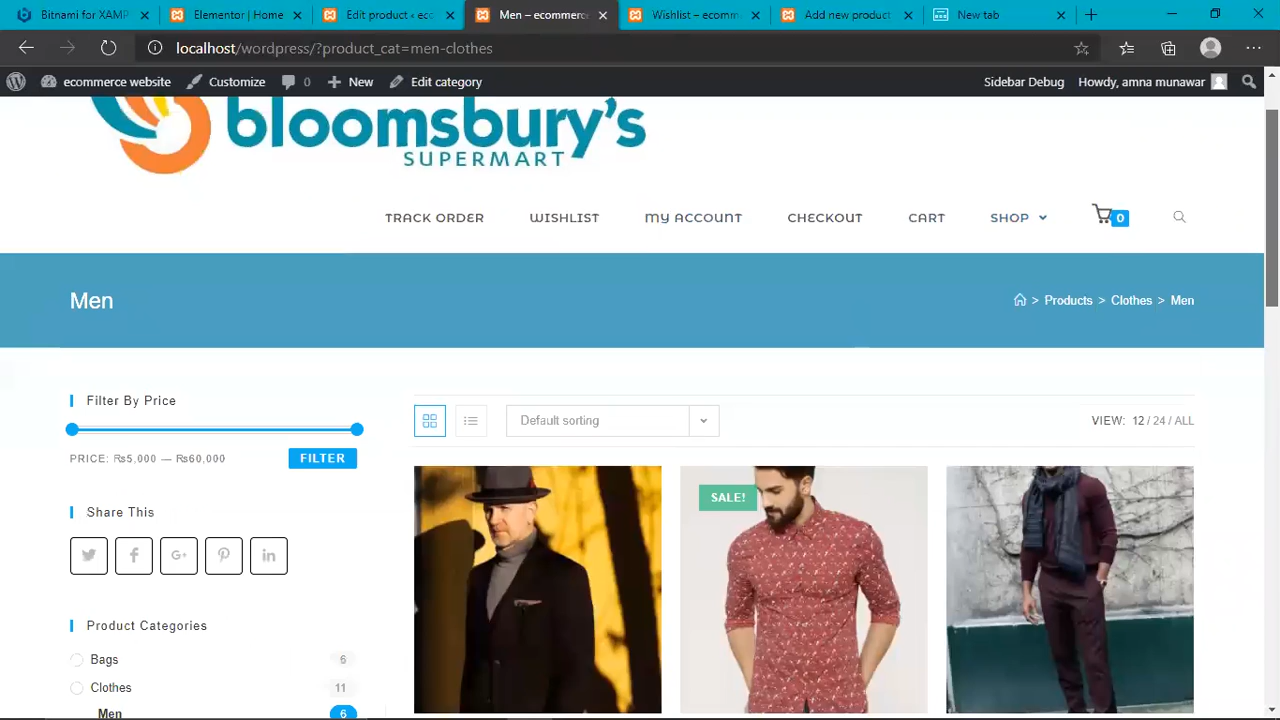 Bitnami for XAMP
Elementor | Home
Edit product « eco
Men – ecommerce
Wishlist – ecomm
Add new product
New tab
localhost/wordpress/?product_cat=men-clothes
ecommerce website
Customize
0
New
Edit category
Sidebar Debug
Howdy, amna munawar
bloomsbury's
SUPERMART
TRACK ORDER
WISHLIST
MY ACCOUNT
CHECKOUT
CART
SHOP
0
Men
> Products > Clothes > Men
Filter By Price
PRICE: ₨5,000 — ₨60,000
FILTER
Share This
Product Categories
Bags 6
Clothes 11
Men 6
Default sorting
VIEW: 12 / 24 / ALL
SALE!